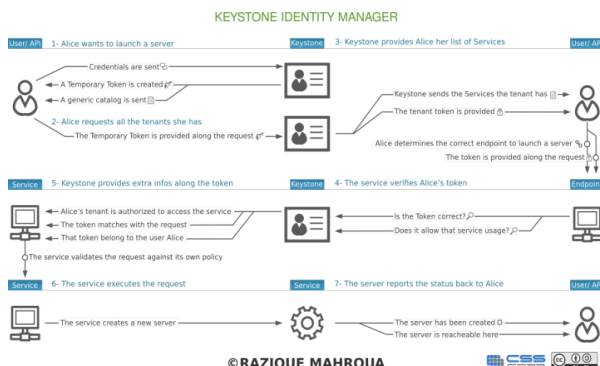 KEYSTONE IDENTITY MANAGER
User/ API
1- Alice wants to launch a server
Keystone
3- Keystone provides Alice her list of Services
User/ AP
Credentials are sent
A Temporary Token is created
A generic catalog is sent
Keystone sends the Services the tenant has
The tenant token is provided
2- Alice requests all the tenants she has
The Temporary Token is provided along the request
Alice determines the correct endpoint to launch a server
The token is provided along the request
Service
5- Keystone provides extra infos along the token
Keystone
4- The service verifies Alice's token
Endpoin
Alice's tenant is authorized to access the service
The token matches with the request
That token belong to the user Alice
Is the Token correct?
Does it allow that service usage?
The service validates the request against its own policy
Service
6- The service executes the request
Service
7- The server reports the status back to Alice
User/ AP
The service creates a new server
The server has been created
The server is reacheable here
©RAZIQUE MAHROUA
CSS
cc